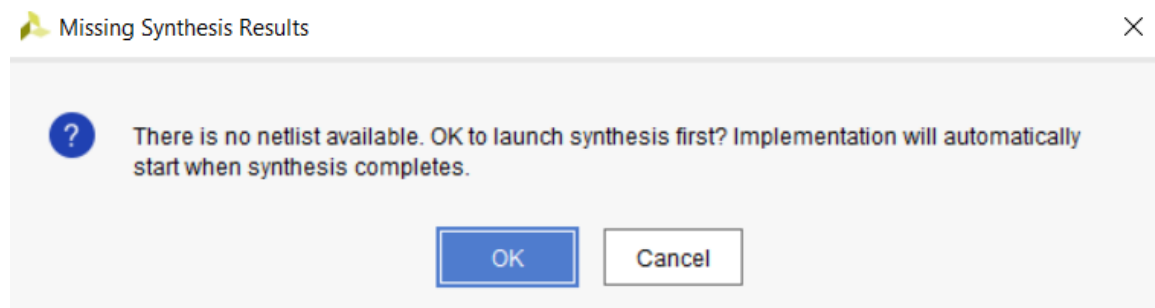 Missing Synthesis Results
?
There is no netlist available. OK to launch synthesis first? Implementation will automatically
start when synthesis completes.
OK
Cancel